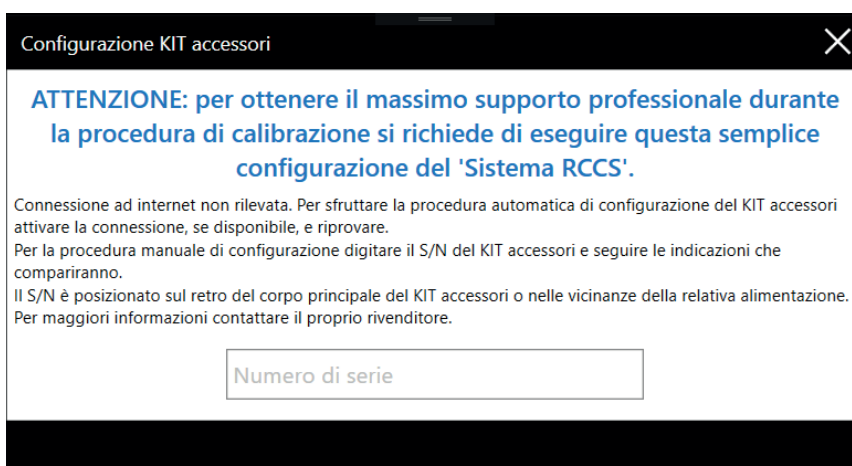 Configurazione KIT accessori
ATTENZIONE: per ottenere il massimo supporto professionale durante
la procedura di calibrazione si richiede di eseguire questa semplice
configurazione del 'Sistema RCCS'.
Connessione ad internet non rilevata. Per sfruttare la procedura automatica di configurazione del KIT accessori
attivare la connessione, se disponibile, e riprovare.
Per la procedura manuale di configurazione digitare il S/N del KIT accessori e seguire le indicazioni che
compariranno.
Il S/N è posizionato sul retro del corpo principale del KIT accessori o nelle vicinanze della relativa alimentazione.
Per maggiori informazioni contattare il proprio rivenditore.
Numero di serie